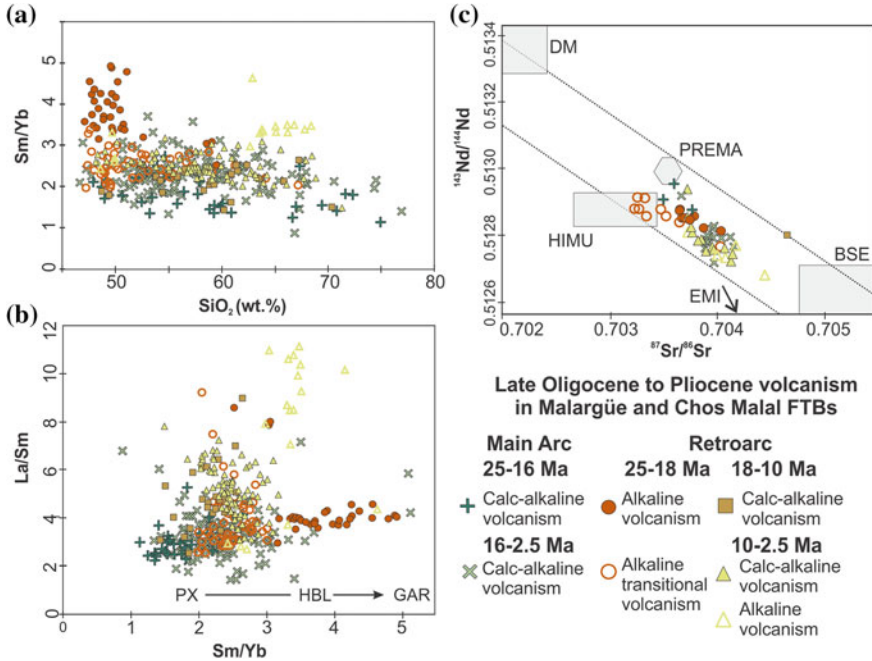 (a)
Sm/Yb
6
5
4
3
2
1
0
50
60
70
80
SiO₂(wt.%)
(b)
La/Sm
12
10
8
6
4
2
0
PX
HBL
GAR
0
1
2
3
4
5
Sm/Yb
(c)
¹⁴³Nd/¹⁴⁴Nd
0.5134
0.5132
0.5130
0.5128
0.5126
DM
PREMA
HIMU
BSE
EMI
0.702
0.703
0.704
0.705
⁸⁷Sr/⁸⁶Sr
Late Oligocene to Pliocene volcanism
in Malargüe and Chos Malal FTBs
Main Arc
25-16 Ma
Calc-alkaline
volcanism
16-2.5 Ma
Calc-alkaline
volcanism
Retroarc
25-18 Ma
Alkaline
volcanism
Alkaline
transitional
volcanism
18-10 Ma
Calc-alkaline
volcanism
10-2.5 Ma
Calc-alkaline
volcanism
Alkaline
volcanism